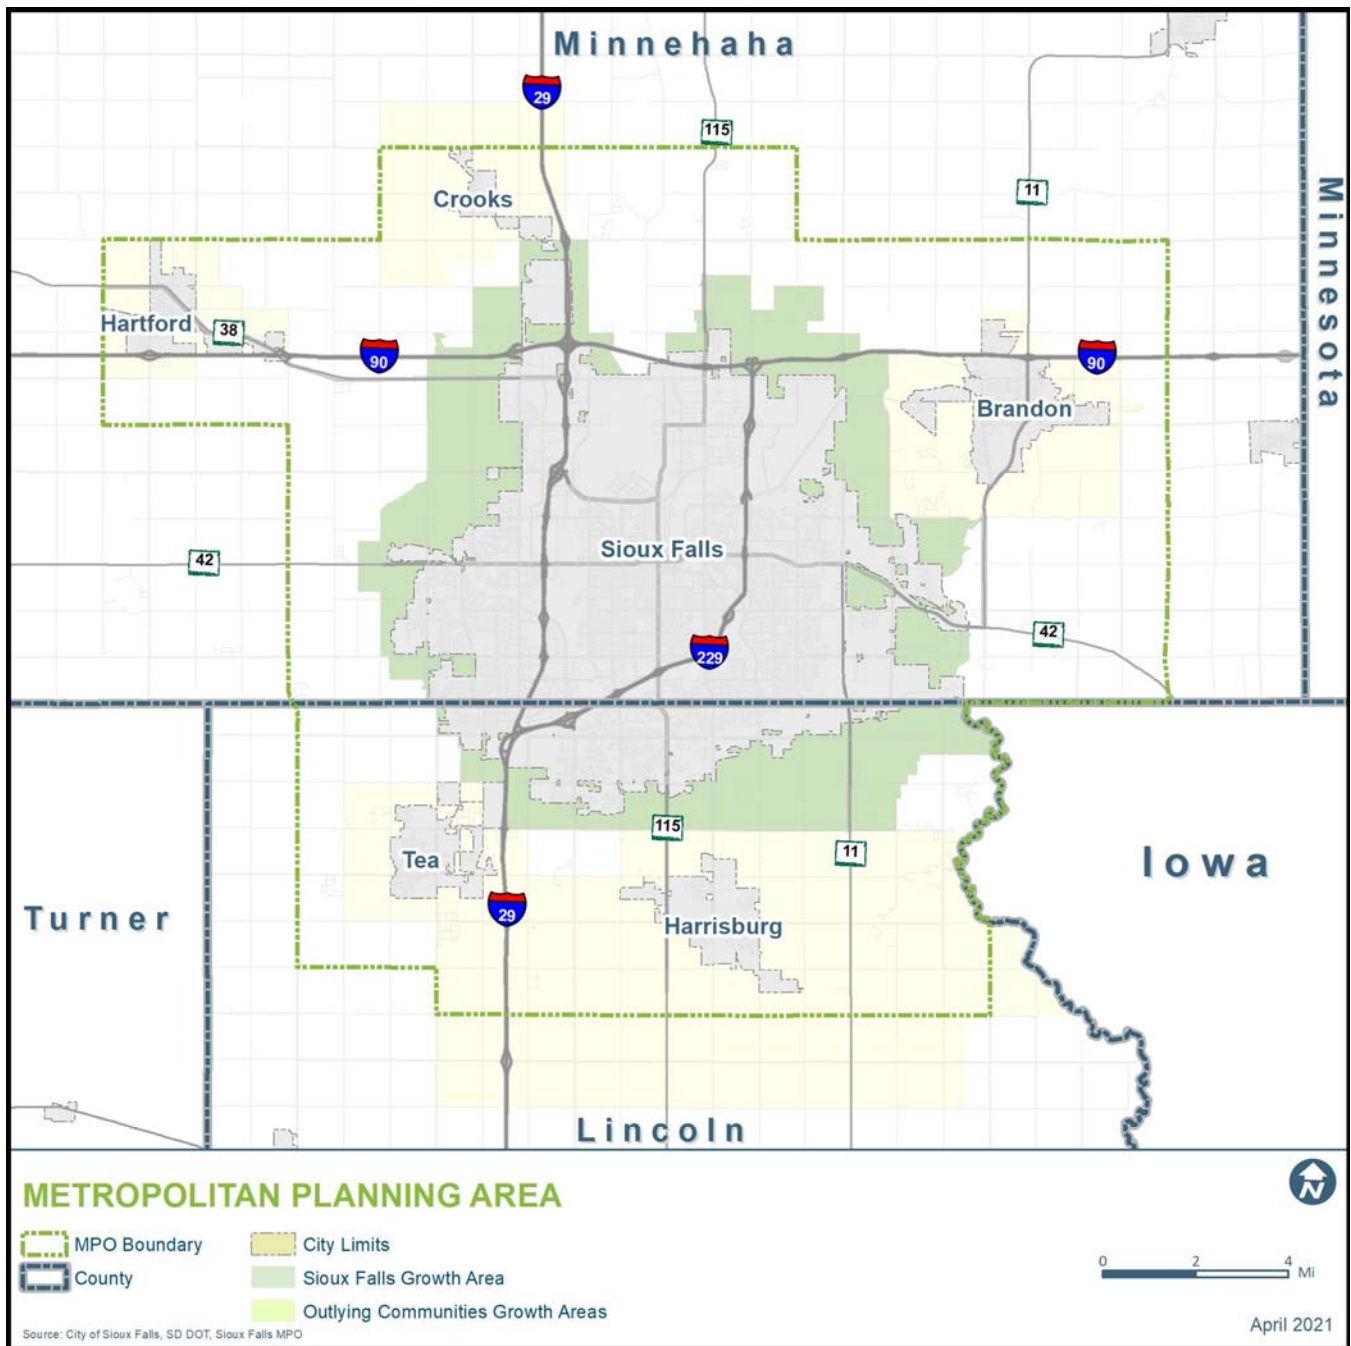 Minnehaha
29
115
11
Minnesota
Crooks
Hartford
38
90
90
Brandon
Sioux Falls
42
42
229
115
11
Tea
Iowa
Turner
29
Harrisburg
Lincoln
METROPOLITAN PLANNING AREA
N
MPO Boundary
City Limits
County
Sioux Falls Growth Area
Outlying Communities Growth Areas
0 2 4 Mi
Source: City of Sioux Falls, SD DOT, Sioux Falls MPO
April 2021